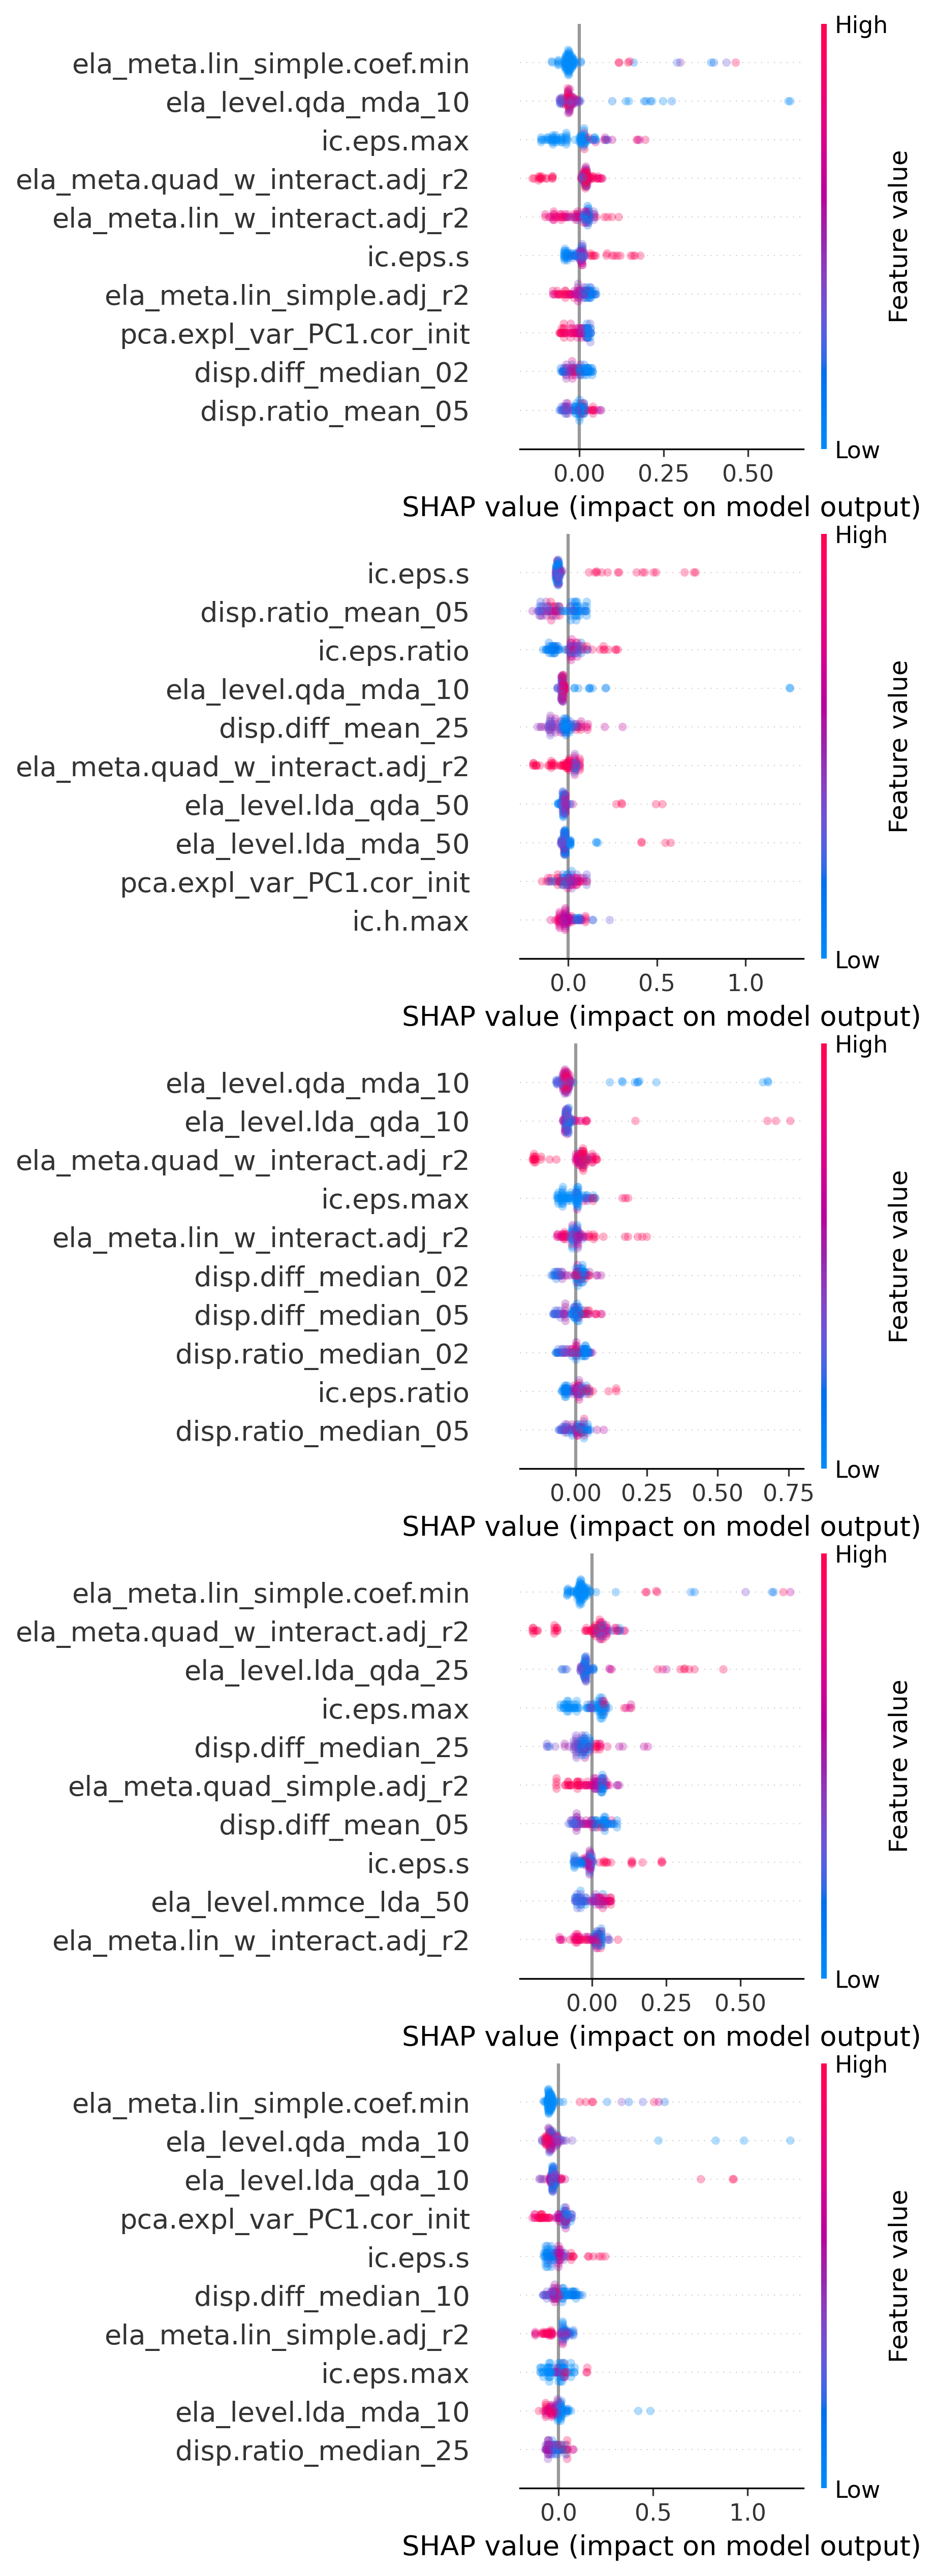 High
ela_meta.lin_simple.coef.min
ela_level.qda_mda_10
ic.eps.max
ela_meta.quad_w_interact.adj_r2
ela_meta.lin_w_interact.adj_r2
ic.eps.s
ela_meta.lin_simple.adj_r2
pca.expl_var_PC1.cor_init
disp.diff_median_02
disp.ratio_mean_05
Feature value
Low
0.00 0.25 0.50
SHAP value (impact on model output)
High
ic.eps.s
disp.ratio_mean_05
ic.eps.ratio
ela_level.qda_mda_10
disp.diff_mean_25
ela_meta.quad_w_interact.adj_r2
ela_level.lda_qda_50
ela_level.lda_mda_50
pca.expl_var_PC1.cor_init
ic.h.max
Feature value
Low
0.0 0.5 1.0
SHAP value (impact on model output)
High
ela_level.qda_mda_10
ela_level.lda_qda_10
ela_meta.quad_w_interact.adj_r2
ic.eps.max
ela_meta.lin_w_interact.adj_r2
disp.diff_median_02
disp.diff_median_05
disp.ratio_median_02
ic.eps.ratio
disp.ratio_median_05
Feature value
Low
0.00 0.25 0.50 0.75
SHAP value (impact on model output)
High
ela_meta.lin_simple.coef.min
ela_meta.quad_w_interact.adj_r2
ela_level.lda_qda_25
ic.eps.max
disp.diff_median_25
ela_meta.quad_simple.adj_r2
disp.diff_mean_05
ic.eps.s
ela_level.mmce_lda_50
ela_meta.lin_w_interact.adj_r2
Feature value
Low
0.00 0.25 0.50
SHAP value (impact on model output)
High
ela_meta.lin_simple.coef.min
ela_level.qda_mda_10
ela_level.lda_qda_10
pca.expl_var_PC1.cor_init
ic.eps.s
disp.diff_median_10
ela_meta.lin_simple.adj_r2
ic.eps.max
ela_level.lda_mda_10
disp.ratio_median_25
Feature value
Low
0.0 0.5 1.0
SHAP value (impact on model output)